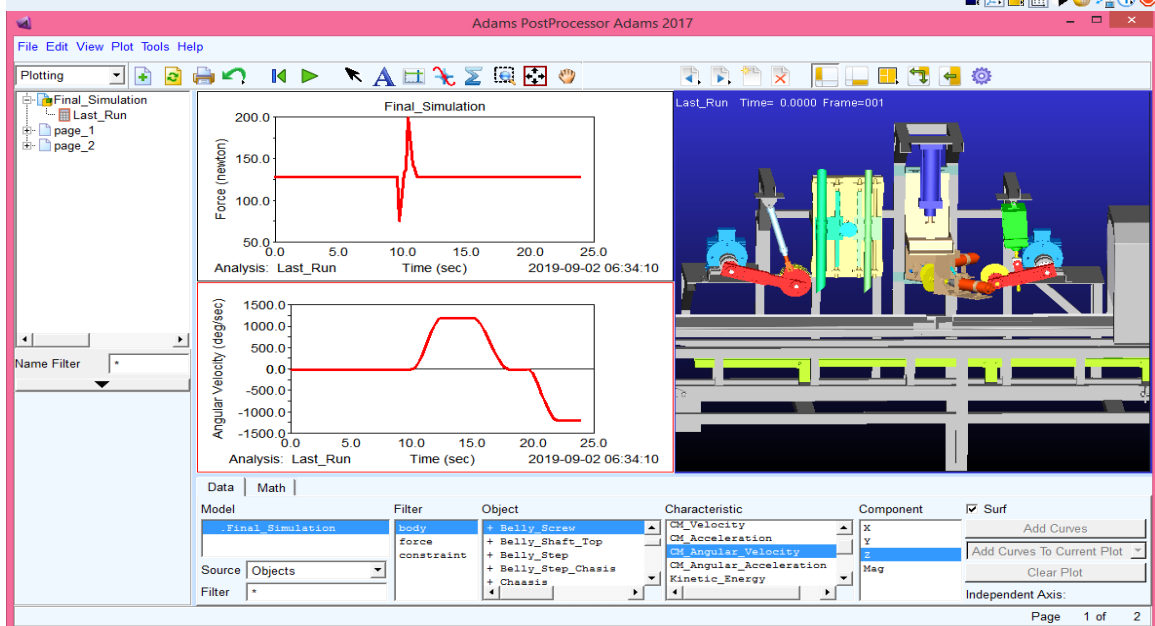 Adams PostProcessor Adams 2017
File Edit View Plot Tools Help
Plotting
Final_Simulation
Last_Run
page_1
page_2
Name Filter *
Final_Simulation
200.0
150.0
100.0
50.0
Force (newton)
0.0 5.0 10.0 15.0 20.0 25.0
Analysis: Last_Run Time (sec) 2019-09-02 06:34:10
1500.0
1000.0
500.0
0.0
-500.0
-1000.0
-1500.0
Angular Velocity (deg/sec)
0.0 5.0 10.0 15.0 20.0 25.0
Analysis: Last_Run Time (sec) 2019-09-02 06:34:10
Last_Run Time= 0.0000 Frame=001
Data Math
Model Filter Object Characteristic Component Surf
.Final_Simulation body + Belly_Screw CM_Velocity X Add Curves
force + Belly_Shaft_Top CM_Acceleration Y
constraint + Belly_Step CM_Angular_Velocity Z Add Curves To Current Plot
Source Objects + Belly_Step_Chasis CM_Angular_Acceleration Mag Clear Plot
Filter * + Chaasis Kinetic_Energy Independent Axis:
Page 1 of 2